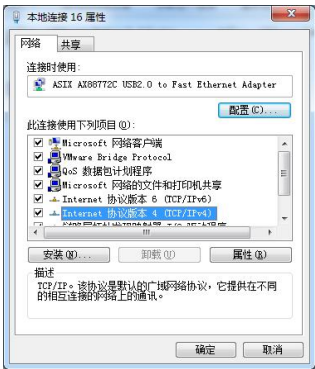 本地连接 16 属性
网络 共享
连接时使用:
ASIX AX88772C USB2.0 to Fast Ethernet Adapter
配置(C)...
此连接使用下列项目(O):
Microsoft 网络客户端
VMware Bridge Protocol
QoS 数据包计划程序
Microsoft 网络的文件和打印机共享
Internet 协议版本 6 (TCP/IPv6)
Internet 协议版本 4 (TCP/IPv4)
安装(N)... 卸载(U) 属性(R)
描述
TCP/IP。该协议是默认的广域网络协议，它提供在不同
的相互连接的网络上的通讯。
确定 取消